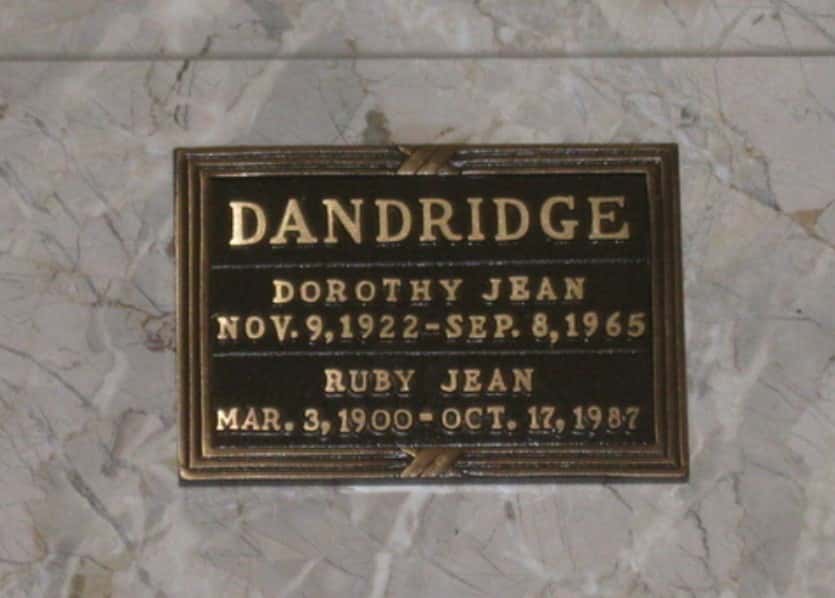 DANDRIDGE
DOROTHY JEAN
NOV. 9, 1922-SEP. 8, 1965
RUBY JEAN
MAR. 3, 1900-OCT. 17, 1987